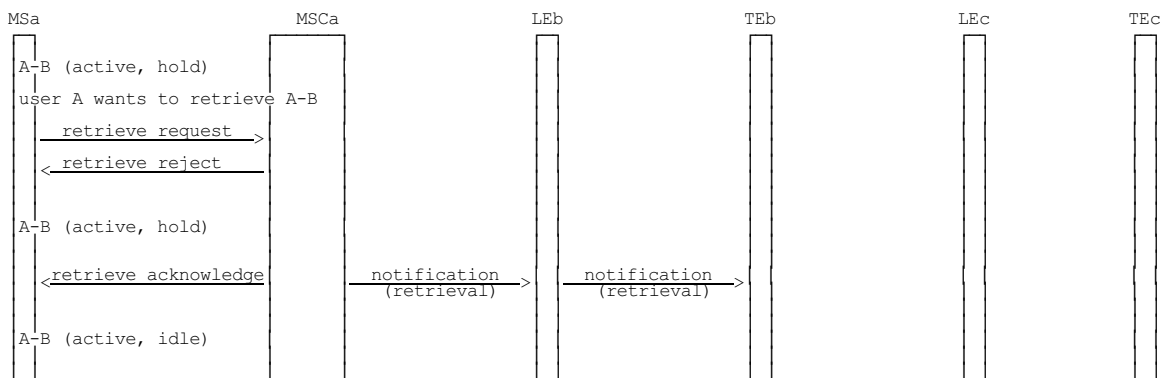 MSa MSCa LEb TEb LEc TEc
A-B (active, hold)
user A wants to retrieve A-B
retrieve request
retrieve reject
A-B (active, hold)
retrieve acknowledge notification notification
(retrieval) (retrieval)
A-B (active, idle)